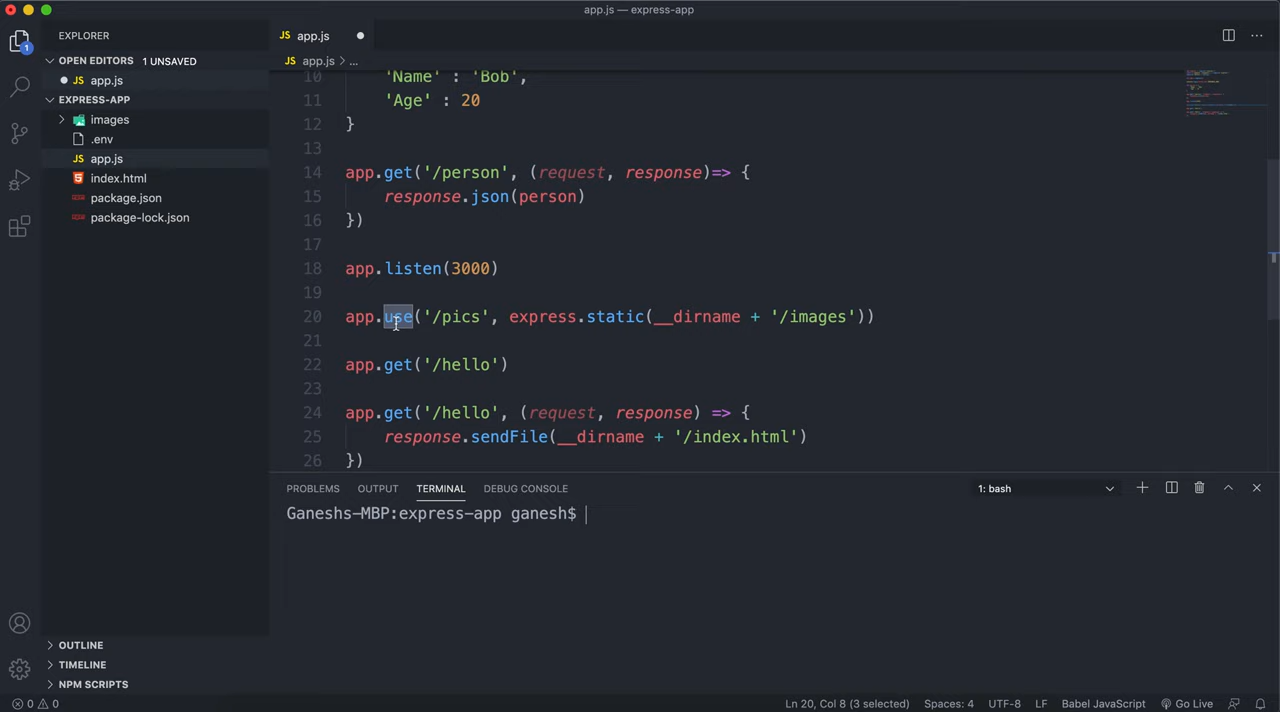 app.js — express-app
EXPLORER
OPEN EDITORS 1 UNSAVED
JS app.js
EXPRESS-APP
images
.env
JS app.js
index.html
package.json
package-lock.json
OUTLINE
TIMELINE
NPM SCRIPTS
1
JS app.js
JS app.js > ...
10 'Name' : 'Bob',
11 'Age' : 20
12 }
13
14 app.get('/person', (request, response)=> {
15 response.json(person)
16 })
17
18 app.listen(3000)
19
20 app.use('/pics', express.static(__dirname + '/images'))
21
22 app.get('/hello')
23
24 app.get('/hello', (request, response) => {
25 response.sendFile(__dirname + '/index.html')
26 })
PROBLEMS OUTPUT TERMINAL DEBUG CONSOLE 1: bash
Ganeshs-MBP:express-app ganesh$
0 0 Ln 20, Col 8 (3 selected) Spaces: 4 UTF-8 LF Babel JavaScript Go Live